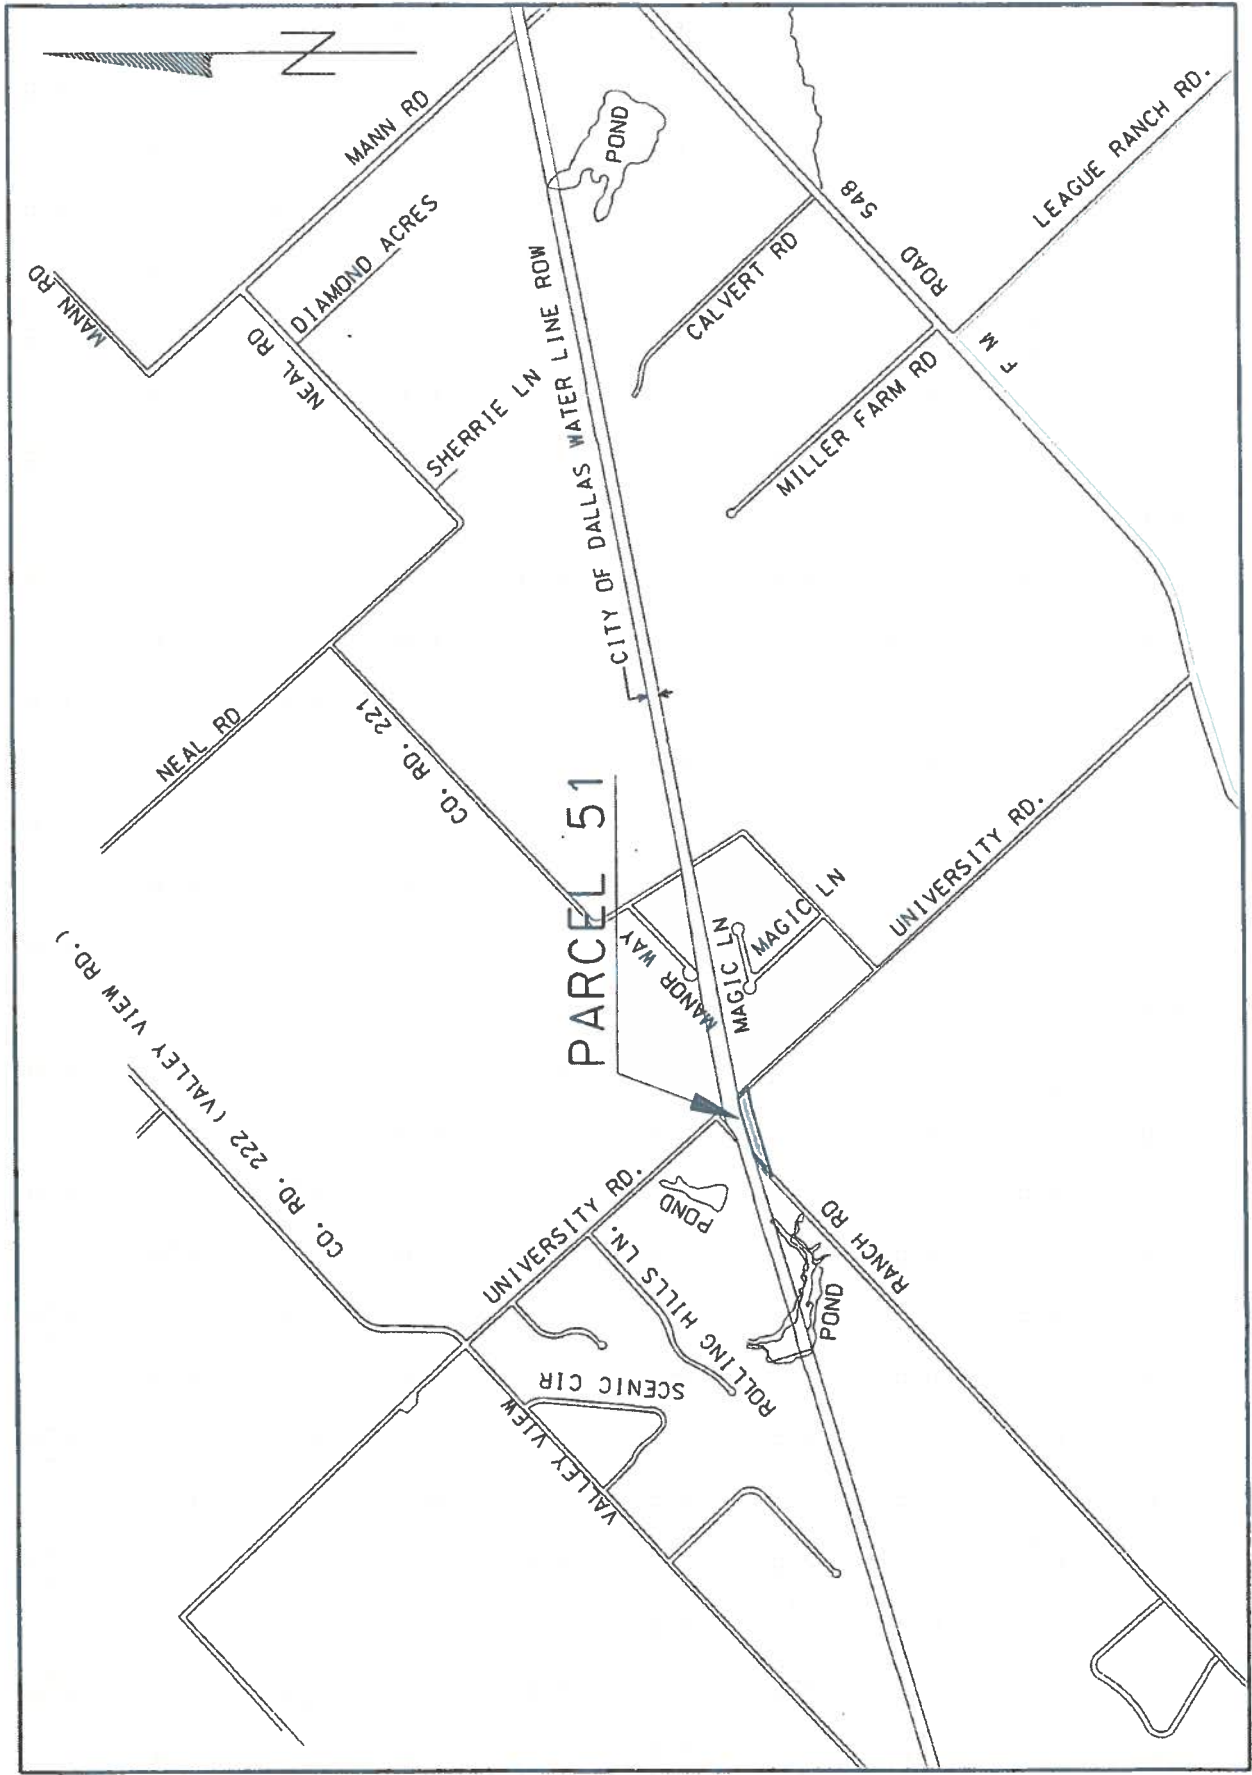 N
MANN RD
MANN RD
DIAMOND ACRES
NEAL RD
SHERRIE LN
POND
CITY OF DALLAS WATER LINE ROW
CALVERT RD
FM ROAD 548
LEAGUE RANCH RD.
MILLER FARM RD
NEAL RD
CO. RD. 221
PARCEL 51
MANOR WAY
MAGIC LN
MAGIC LN
UNIVERSITY RD.
CO. RD. 222 (VALLEY VIEW RD.)
UNIVERSITY RD.
POND
RANCH RD
ROLLING HILLS LN.
POND
SCENIC CIR
VALLEY VIEW